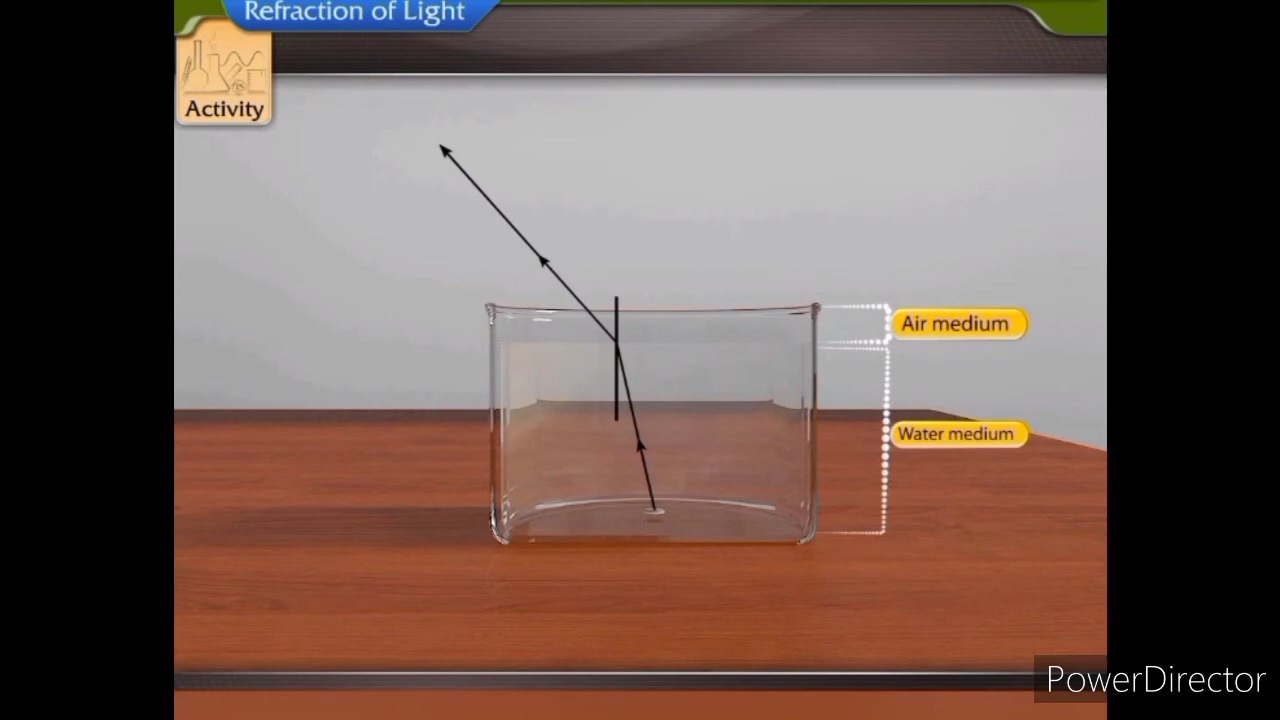 Refraction of Light
Activity
Air medium
Water medium
PowerDirector